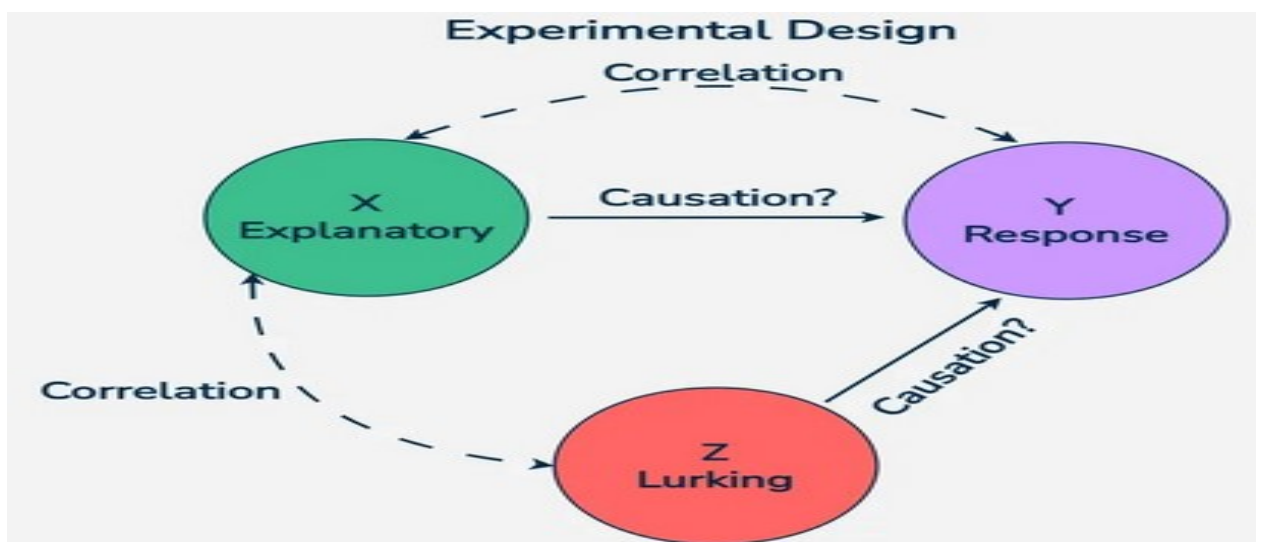 Experimental Design
Correlation
X
Explanatory
Causation?
Y
Response
Correlation
Causation?
Z
Lurking